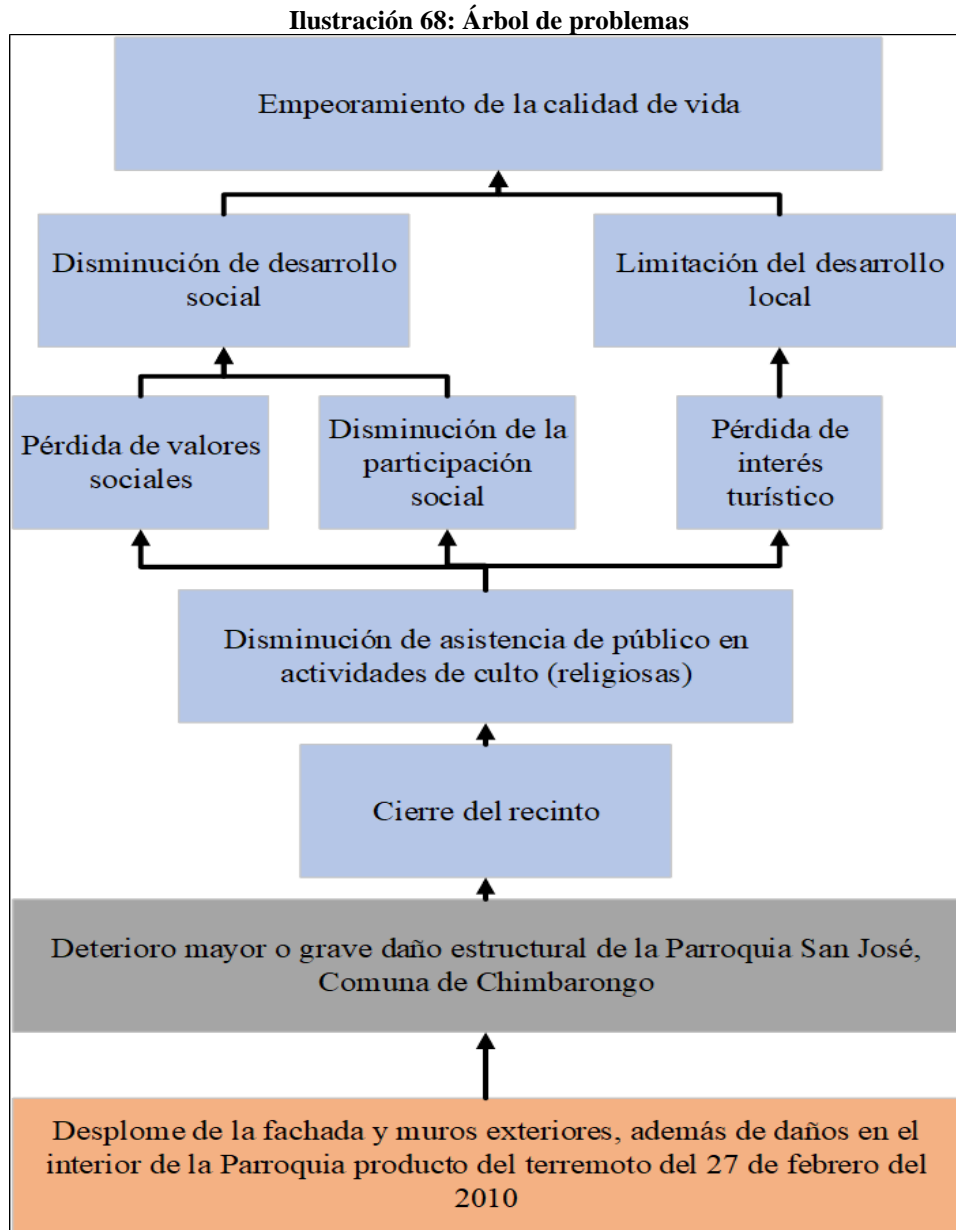 Ilustración 68: Árbol de problemas
Empeoramiento de la calidad de vida
Disminución de desarrollo
social
Limitación del desarrollo
local
Pérdida de valores
sociales
Disminución de la
participación
social
Pérdida de
interés
turístico
Disminución de asistencia de público en
actividades de culto (religiosas)
Cierre del recinto
Deterioro mayor o grave daño estructural de la Parroquia San José,
Comuna de Chimbarongo
Desplome de la fachada y muros exteriores, además de daños en el
interior de la Parroquia producto del terremoto del 27 de febrero del
2010